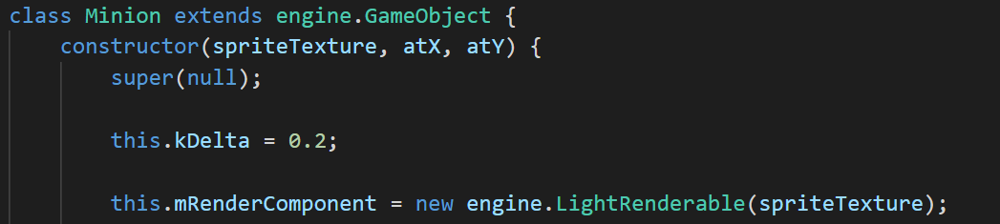 class Minion extends engine.GameObject {
constructor(spriteTexture, atX, atY) {
super(null);
this.kDelta = 0.2;
this.mRenderComponent = new engine.LightRenderable(spriteTexture);